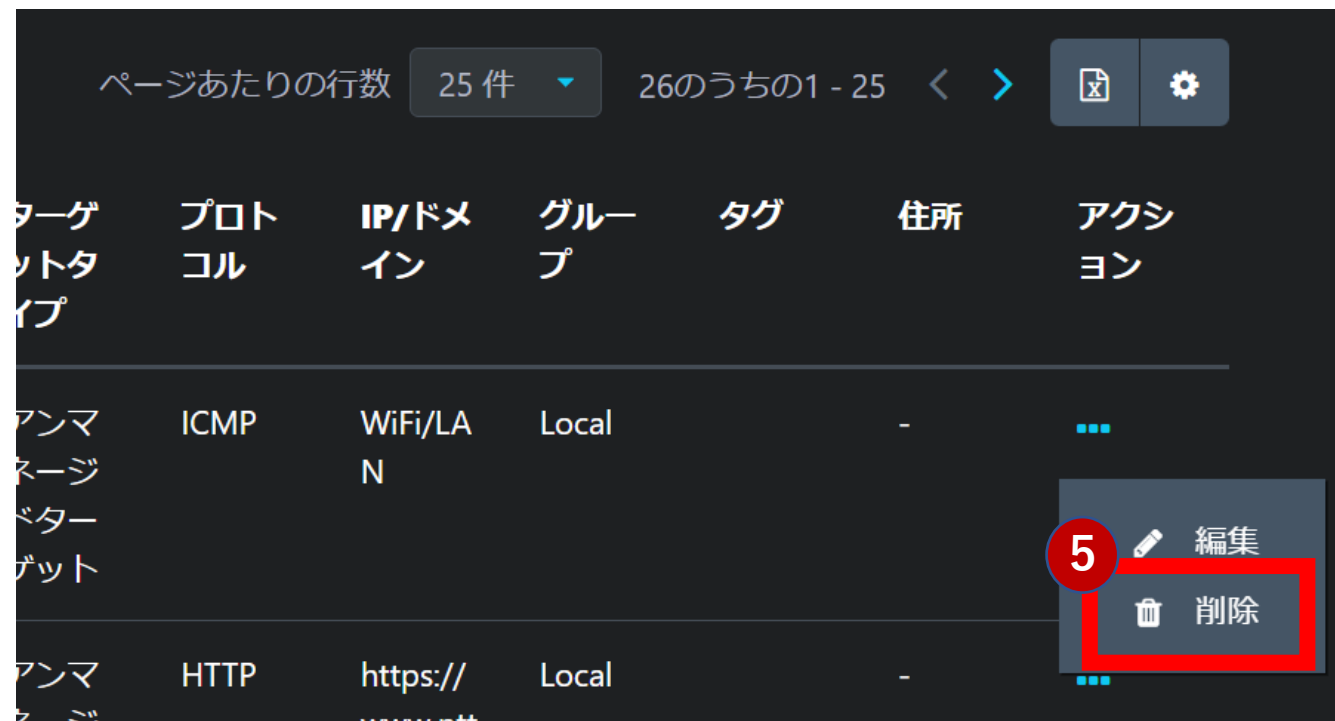 ページあたりの行数 25 件 26のうちの1 - 25
ターゲ プロト IP/ドメ グルー タグ 住所 アクシ
ットタ コル イン プ ョン
イプ
アンマ ICMP WiFi/LA Local -
ネージ N
ドター
ゲット
5 編集
削除
アンマ HTTP https:// Local -
ネージ